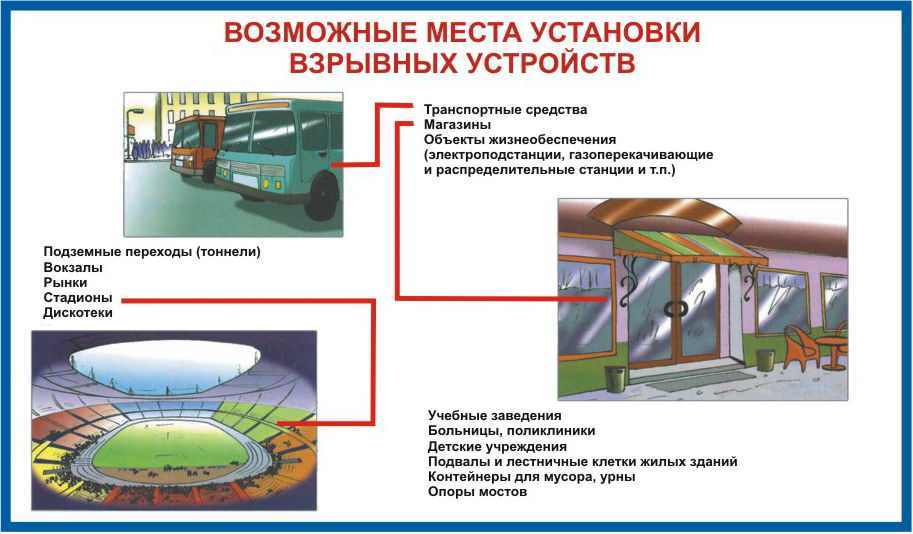 ВОЗМОЖНЫЕ МЕСТА УСТАНОВКИ
ВЗРЫВНЫХ УСТРОЙСТВ
Транспортные средства
Магазины
Объекты жизнеобеспечения
(электроподстанции, газоперекачивающие
и распределительные станции и т.п.)
Подземные переходы (тоннели)
Вокзалы
Рынки
Стадионы
Дискотеки
Учебные заведения
Больницы, поликлиники
Детские учреждения
Подвалы и лестничные клетки жилых зданий
Контейнеры для мусора, урны
Опоры мостов